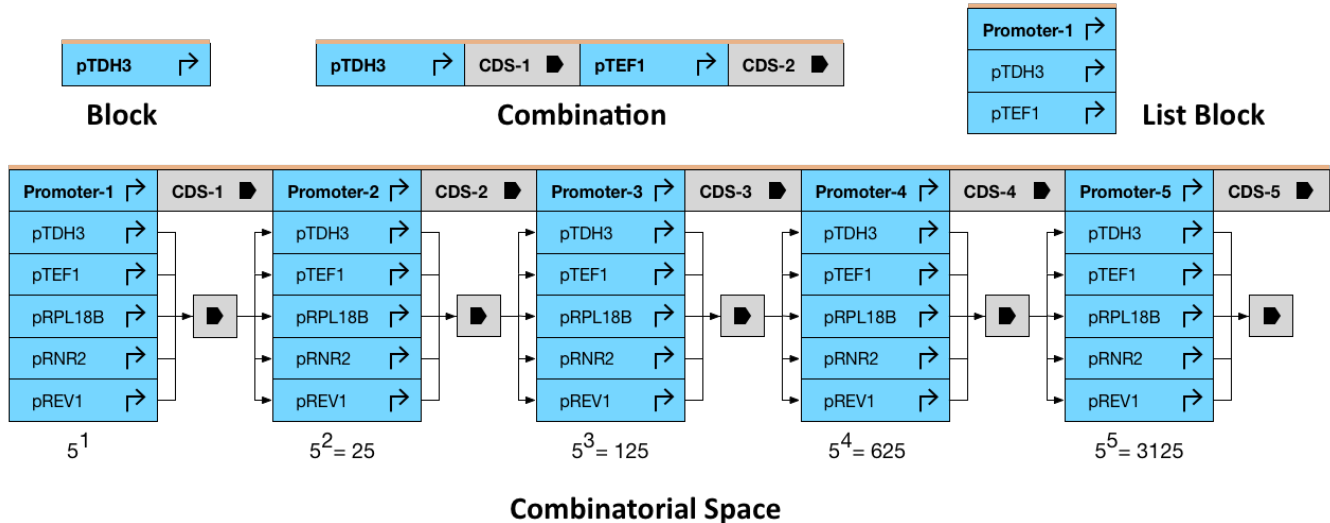 pTDH3
Block
pTDH3 CDS-1 pTEF1 CDS-2
Combination
Promoter-1
pTDH3
pTEF1
List Block
Promoter-1 CDS-1 Promoter-2 CDS-2 Promoter-3 CDS-3 Promoter-4 CDS-4 Promoter-5 CDS-5
pTDH3 pTDH3 pTDH3 pTDH3 pTDH3
pTEF1 pTEF1 pTEF1 pTEF1 pTEF1
pRPL18B pRPL18B pRPL18B pRPL18B pRPL18B
pRNR2 pRNR2 pRNR2 pRNR2 pRNR2
pREV1 pREV1 pREV1 pREV1 pREV1
5¹ 5²= 25 5³= 125 5⁴= 625 5⁵= 3125
Combinatorial Space